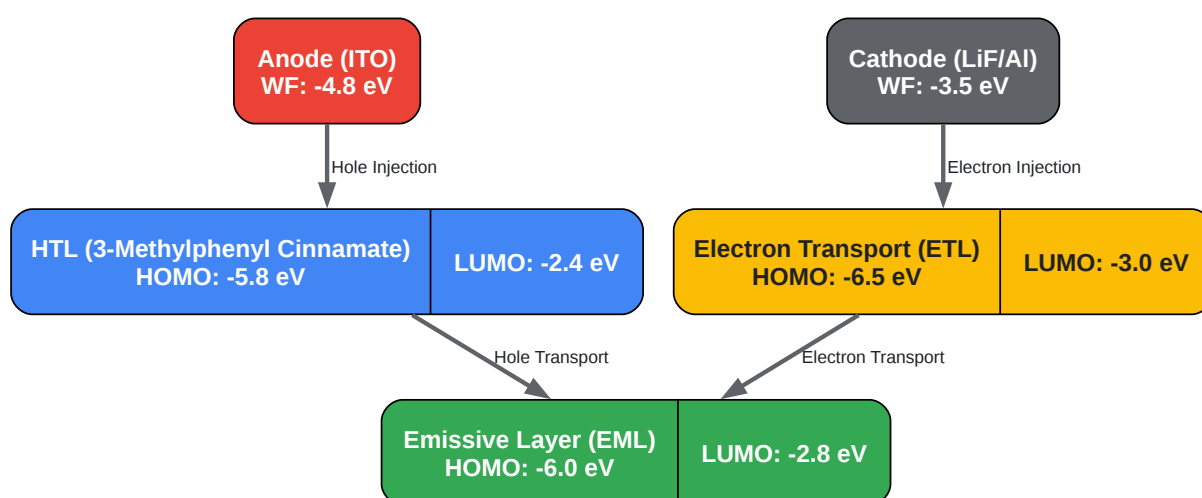 Anode (ITO)
WF: -4.8 eV
Cathode (LiF/Al)
WF: -3.5 eV
Hole Injection
Electron Injection
HTL (3-Methylphenyl Cinnamate)
HOMO: -5.8 eV
LUMO: -2.4 eV
Electron Transport (ETL)
HOMO: -6.5 eV
LUMO: -3.0 eV
Hole Transport
Electron Transport
Emissive Layer (EML)
HOMO: -6.0 eV
LUMO: -2.8 eV